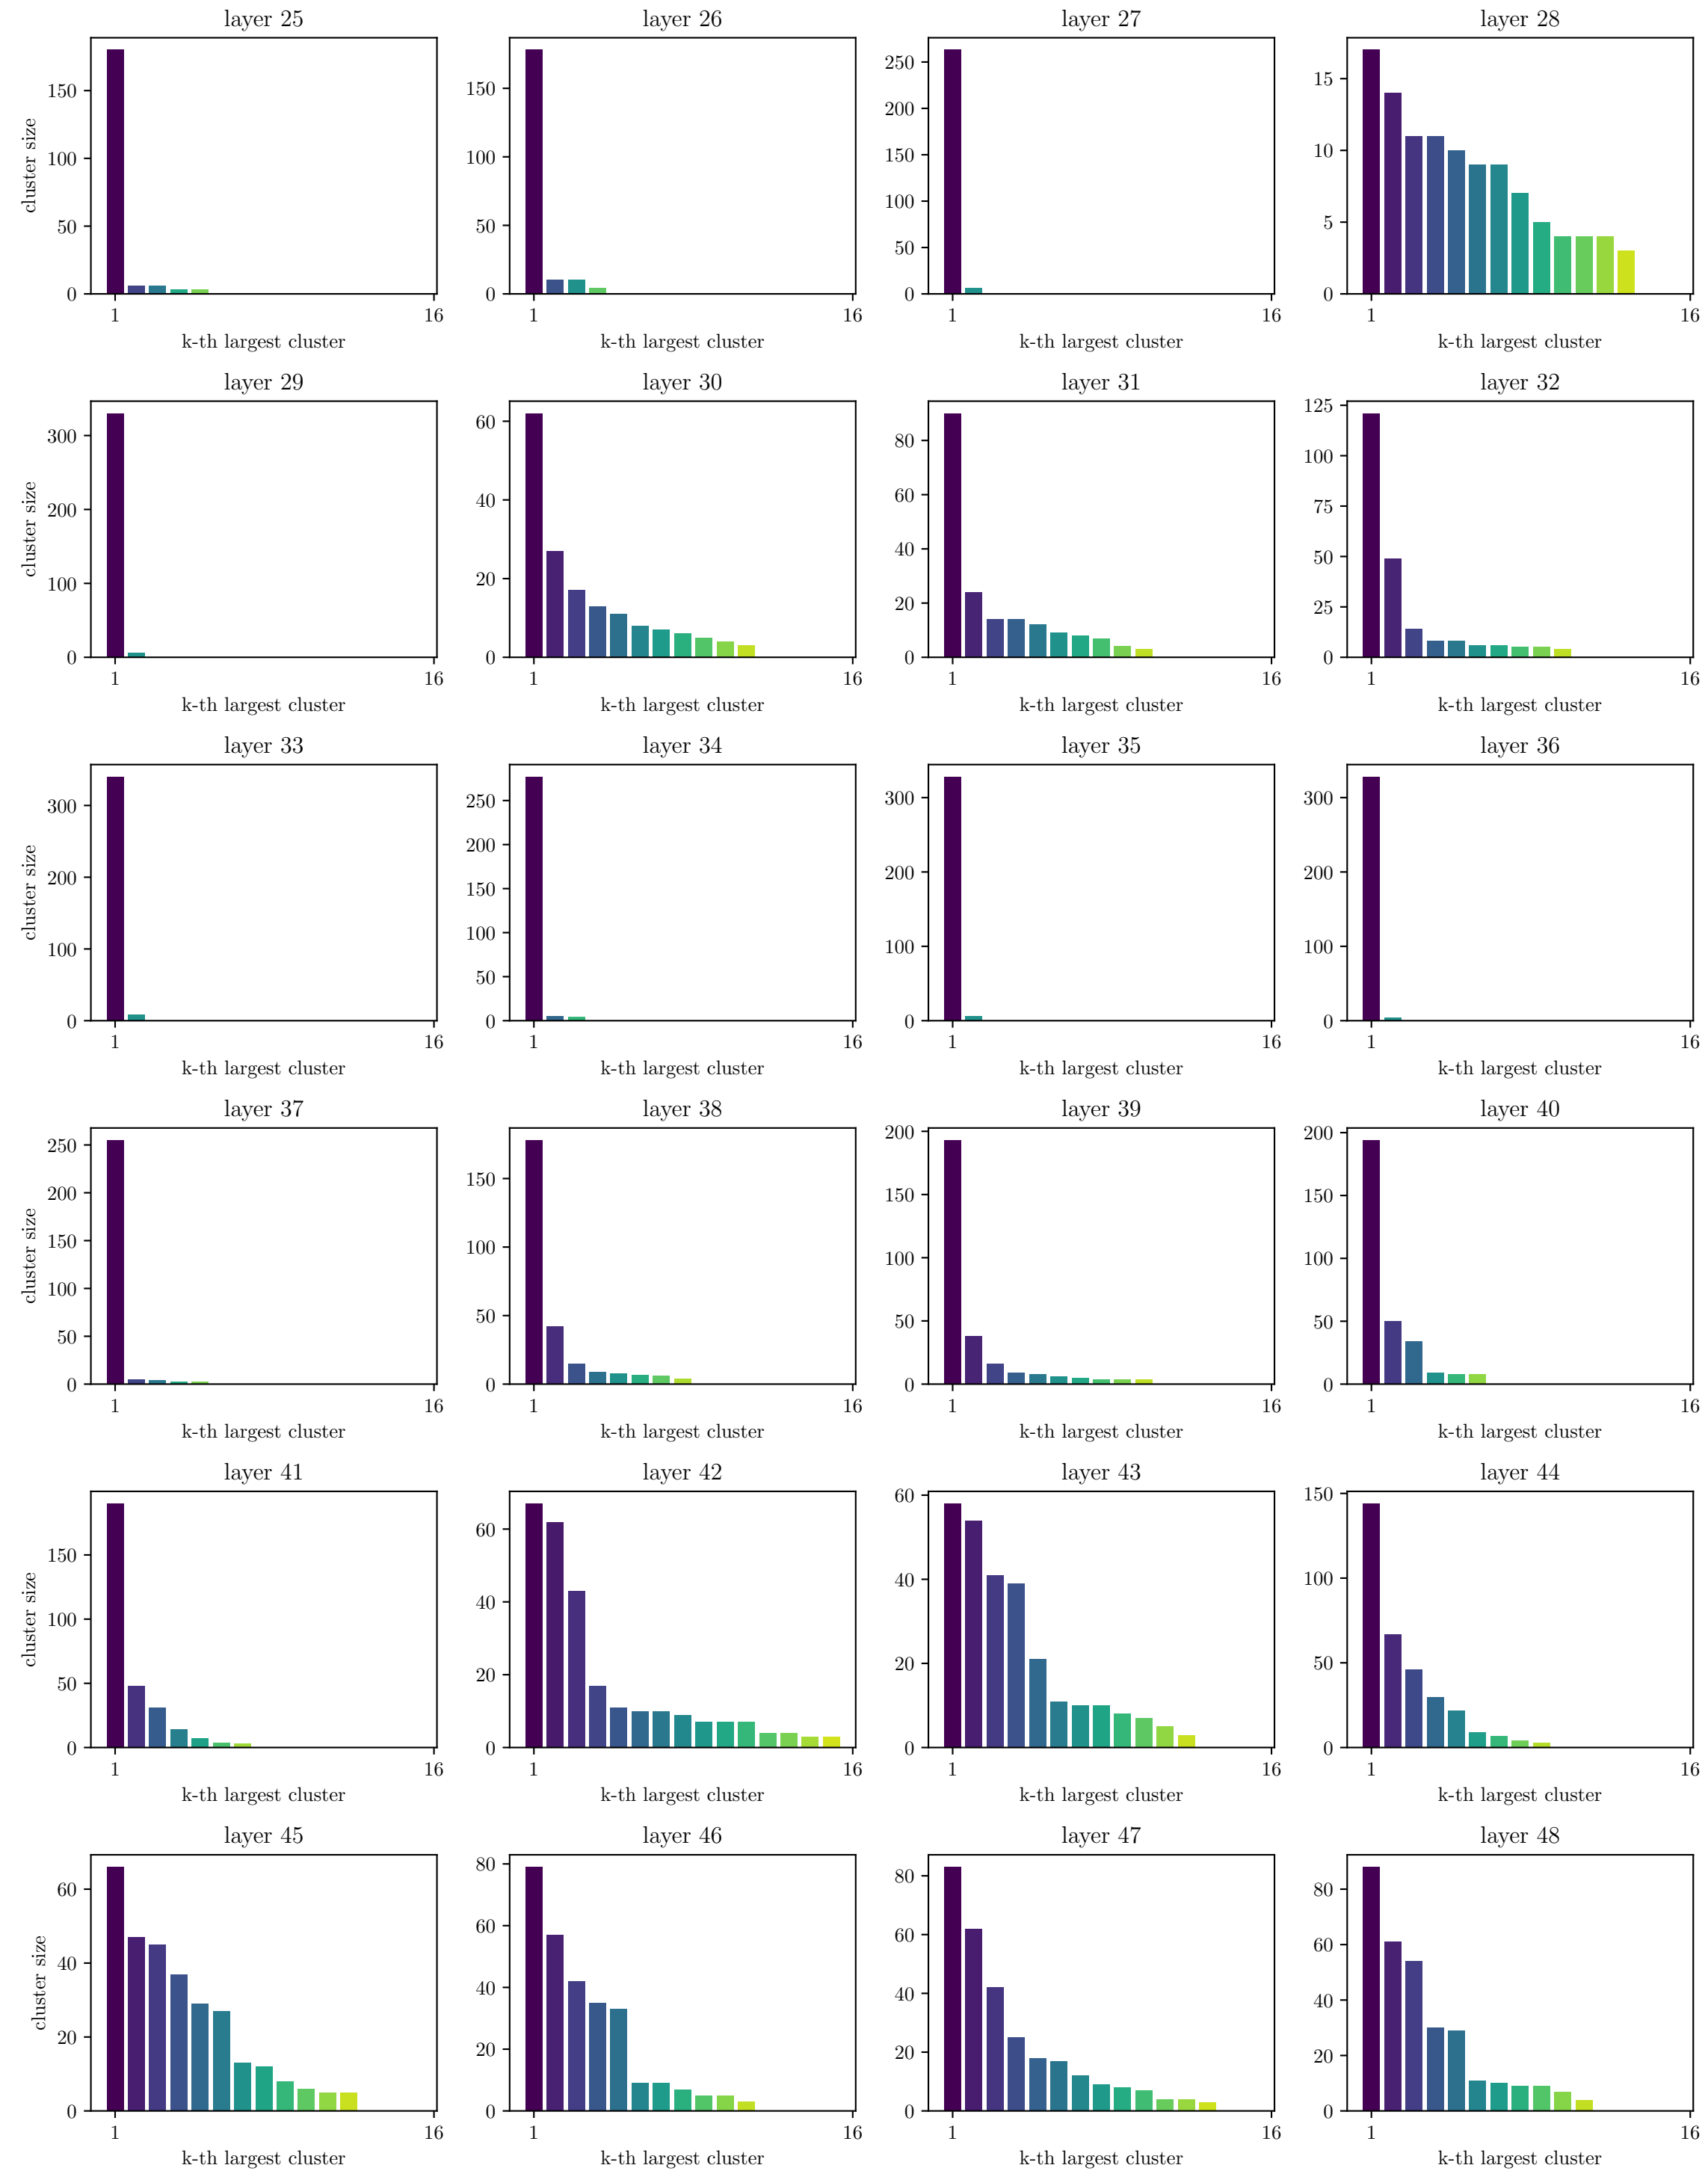 layer 25
layer 26
layer 27
layer 28
150
100
50
0
cluster size
1
16
k-th largest cluster
150
100
50
0
1
16
k-th largest cluster
250
200
150
100
50
0
1
16
k-th largest cluster
15
10
5
0
1
16
k-th largest cluster
layer 29
layer 30
layer 31
layer 32
300
200
100
0
cluster size
1
16
k-th largest cluster
60
40
20
0
1
16
k-th largest cluster
80
60
40
20
0
1
16
k-th largest cluster
125
100
75
50
25
0
1
16
k-th largest cluster
layer 33
layer 34
layer 35
layer 36
300
200
100
0
cluster size
1
16
k-th largest cluster
250
200
150
100
50
0
1
16
k-th largest cluster
300
200
100
0
1
16
k-th largest cluster
300
200
100
0
1
16
k-th largest cluster
layer 37
layer 38
layer 39
layer 40
250
200
150
100
50
0
cluster size
1
16
k-th largest cluster
150
100
50
0
1
16
k-th largest cluster
200
150
100
50
0
1
16
k-th largest cluster
200
150
100
50
0
1
16
k-th largest cluster
layer 41
layer 42
layer 43
layer 44
150
100
50
0
cluster size
1
16
k-th largest cluster
60
40
20
0
1
16
k-th largest cluster
60
40
20
0
1
16
k-th largest cluster
150
100
50
0
1
16
k-th largest cluster
layer 45
layer 46
layer 47
layer 48
60
40
20
0
cluster size
1
16
k-th largest cluster
80
60
40
20
0
1
16
k-th largest cluster
80
60
40
20
0
1
16
k-th largest cluster
80
60
40
20
0
1
16
k-th largest cluster